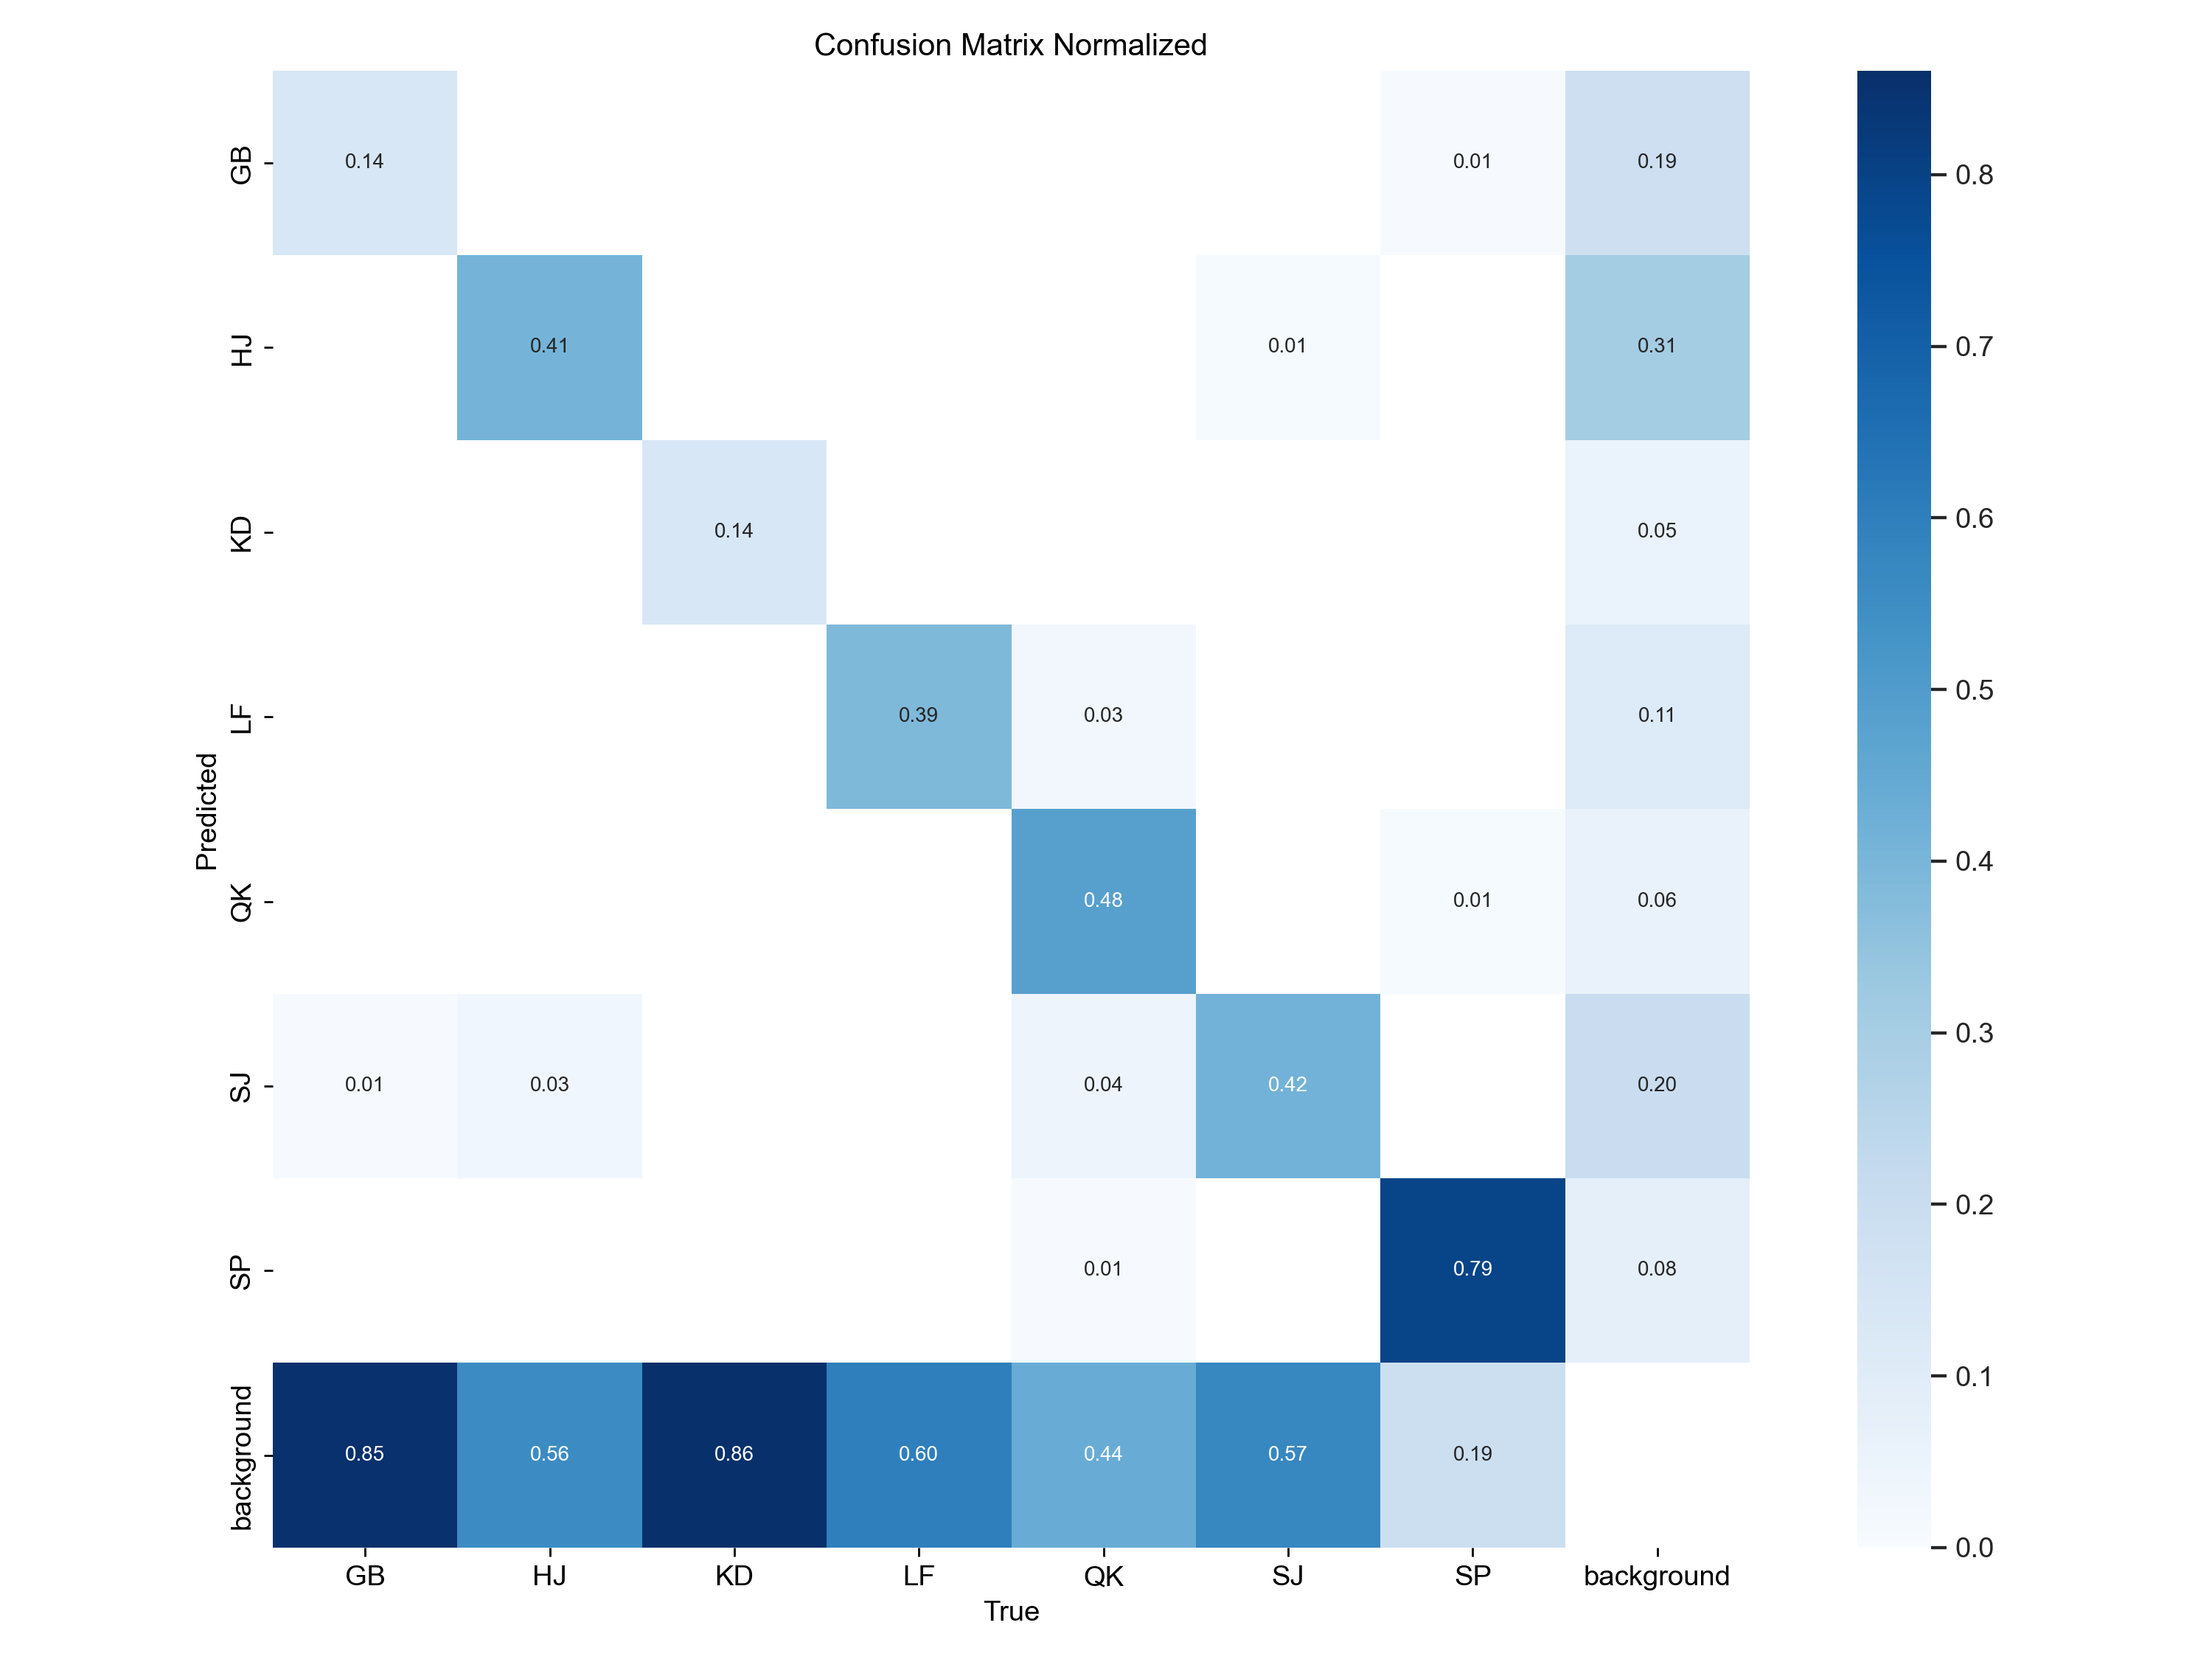 Confusion Matrix Normalized
GB 0.14 0.01 0.19
HJ 0.41 0.01 0.31
KD 0.14 0.05
LF 0.39 0.03 0.11
QK 0.48 0.01 0.06
SJ 0.01 0.03 0.04 0.42 0.20
SP 0.01 0.79 0.08
background 0.85 0.56 0.86 0.60 0.44 0.57 0.19
GB HJ KD LF QK SJ SP background
True
Predicted
0.8
0.7
0.6
0.5
0.4
0.3
0.2
0.1
0.0